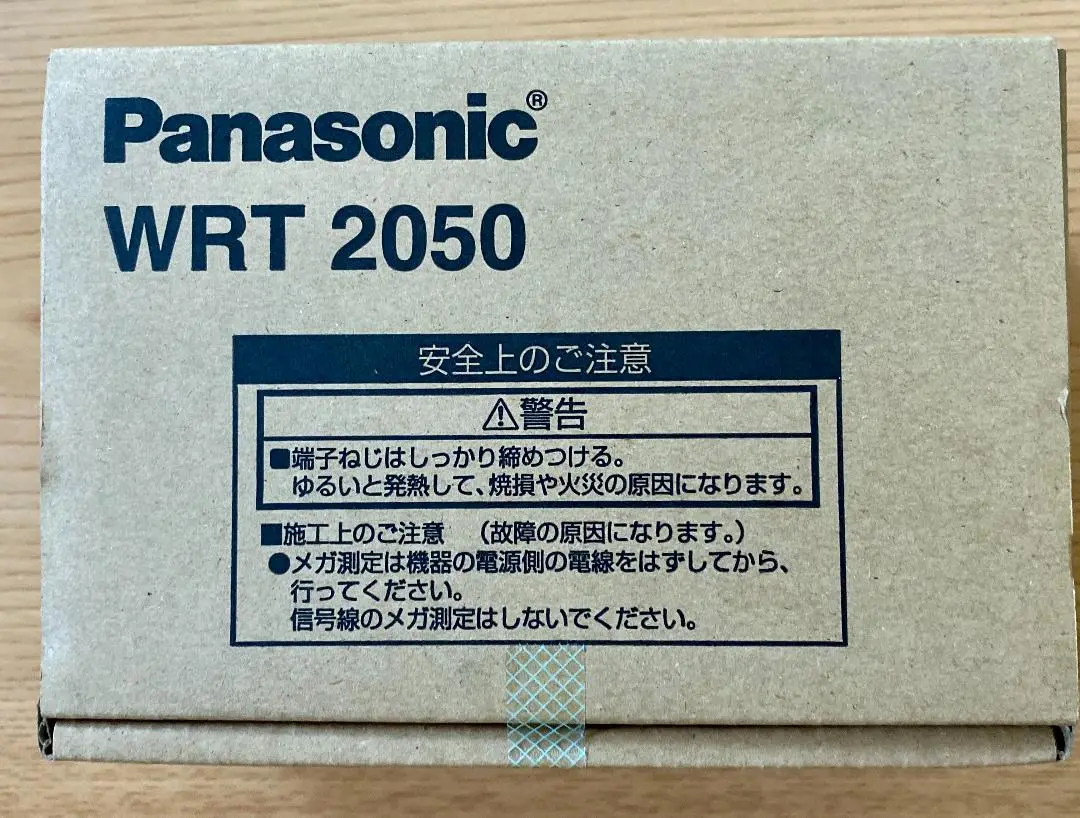 Panasonic®
WRT 2050
安全上のご注意
⚠警告
■端子ねじはしっかり締めつける。
ゆるいと発熱して、焼損や火災の原因になります。
■施工上のご注意 (故障の原因になります。)
●メガ測定は機器の電源側の電線をはずしてから、
行ってください。
信号線のメガ測定はしないでください。